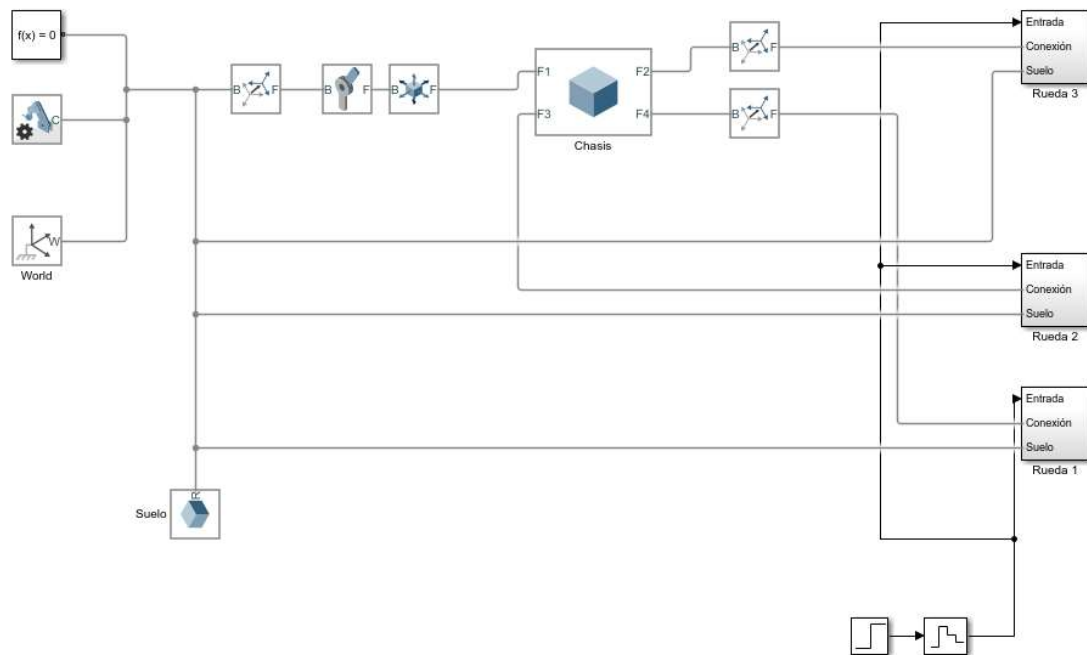 f(x) = 0
C
W
World
B F
B F
B F
F1 F2
F3 F4
Chasis
B F
B F
Entrada
Conexión
Suelo
Rueda 3
Entrada
Conexión
Suelo
Rueda 2
Entrada
Conexión
Suelo
Rueda 1
R
Suelo